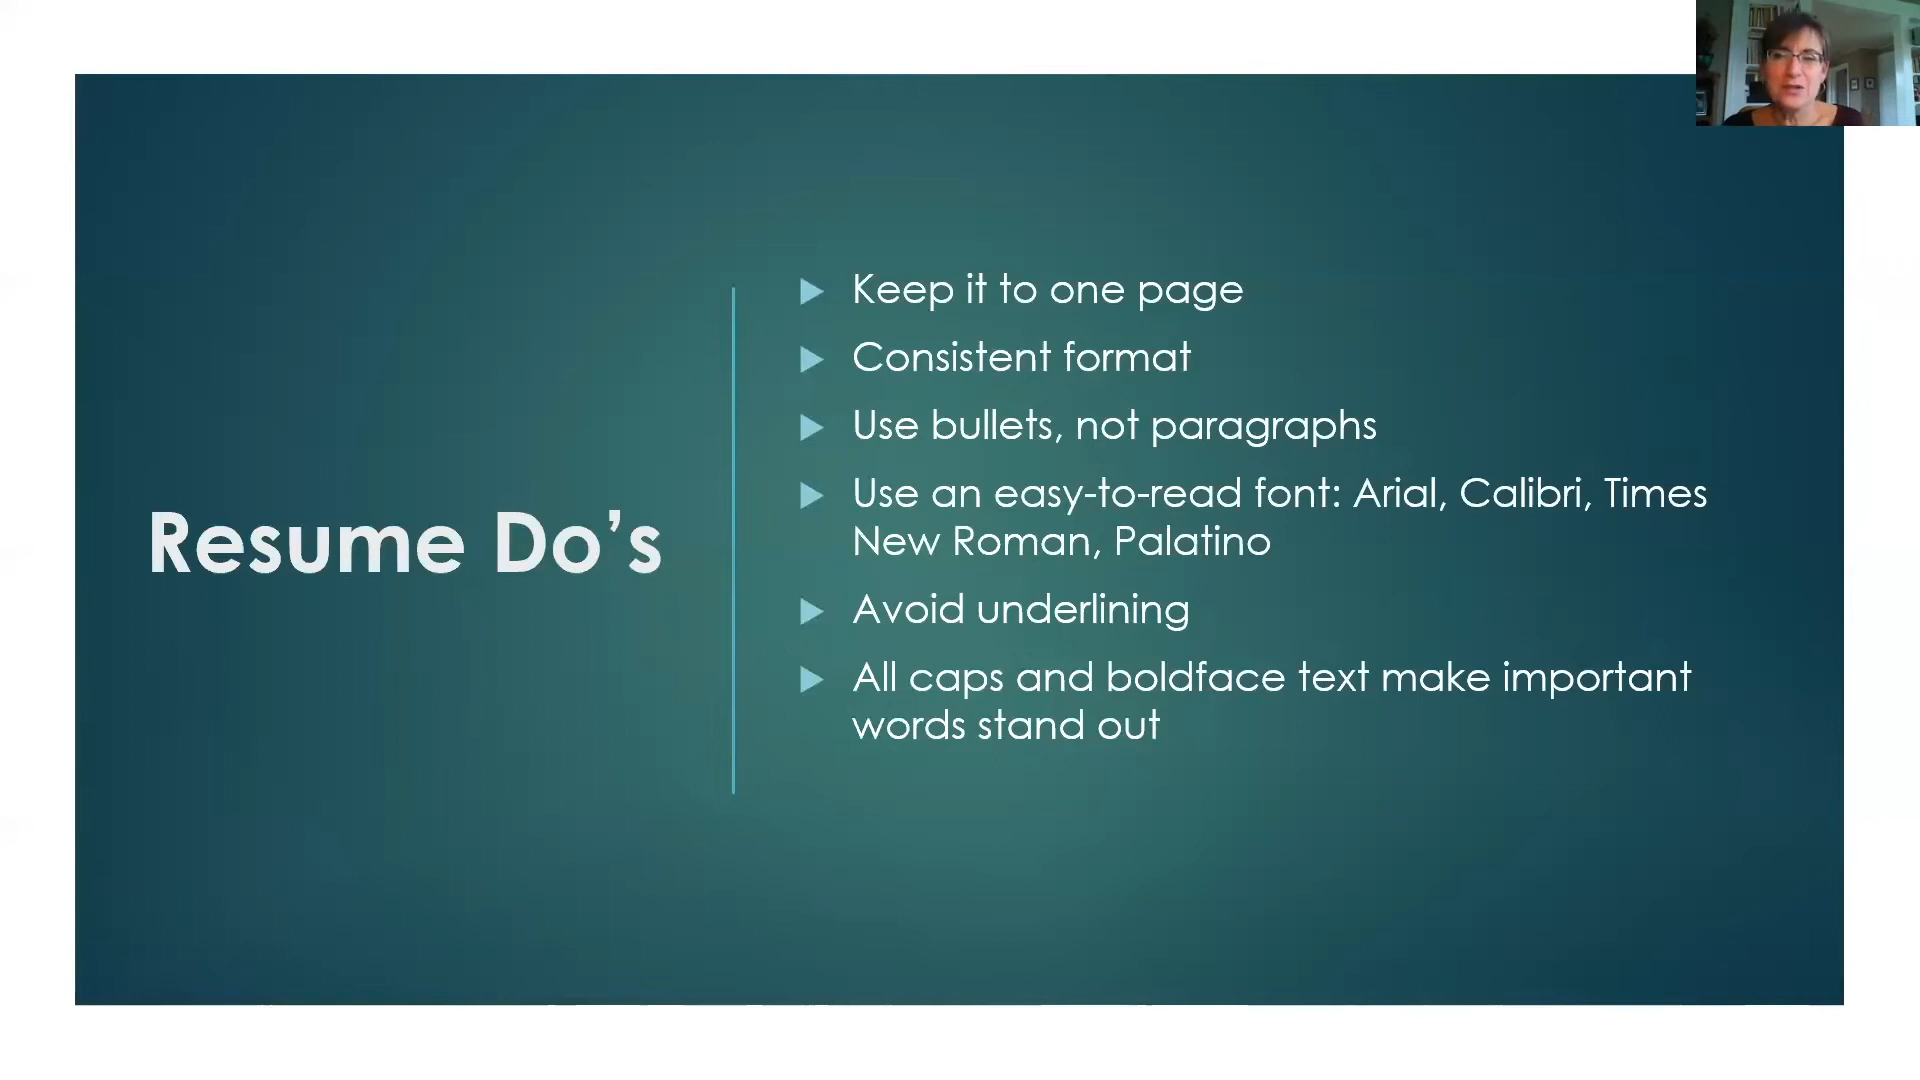 Resume Do’s
Keep it to one page
Consistent format
Use bullets, not paragraphs
Use an easy-to-read font: Arial, Calibri, Times
New Roman, Palatino
Avoid underlining
All caps and boldface text make important
words stand out